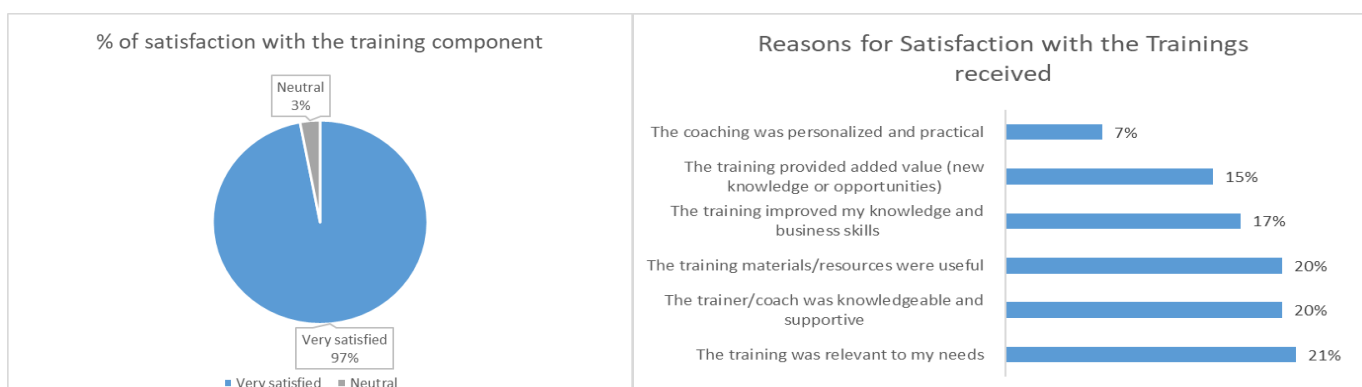 % of satisfaction with the training component
Neutral
3%
Very satisfied
97%
Very satisfied Neutral
Reasons for Satisfaction with the Trainings
received
The coaching was personalized and practical 7%
The training provided added value (new
knowledge or opportunities) 15%
The training improved my knowledge and
business skills 17%
The training materials/resources were useful 20%
The trainer/coach was knowledgeable and
supportive 20%
The training was relevant to my needs 21%